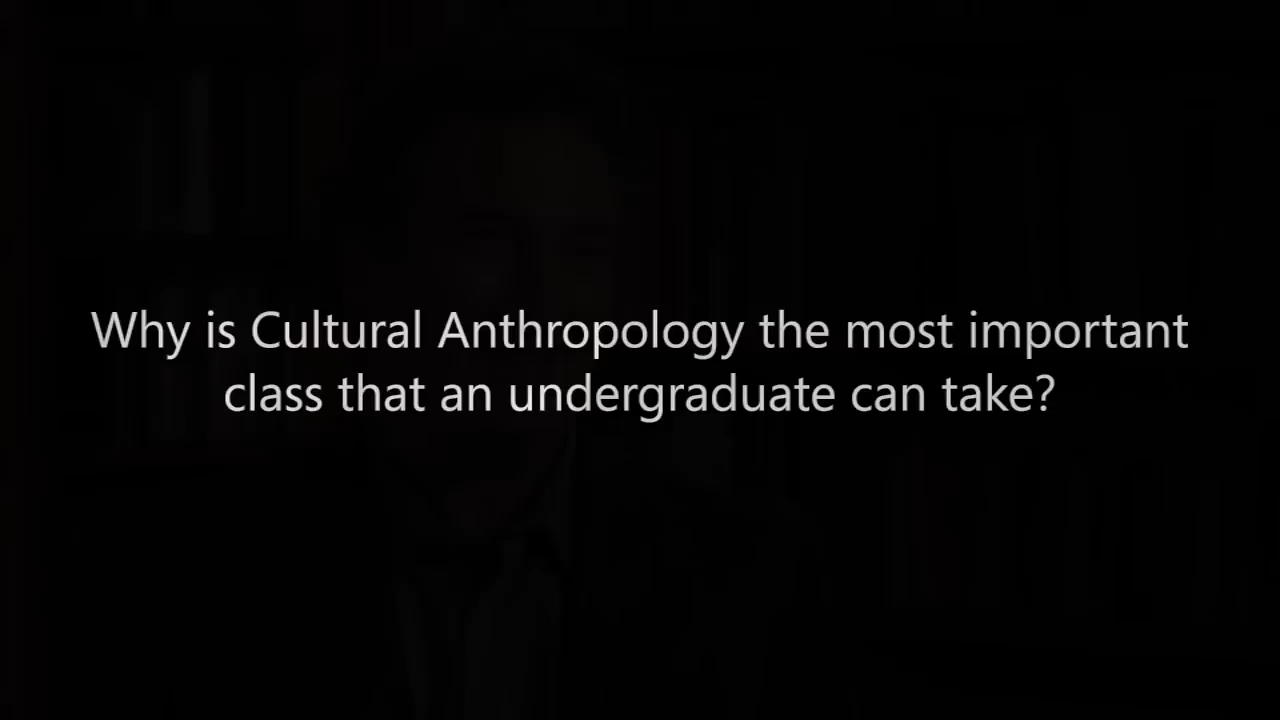 Why is Cultural Anthropology the most important
class that an undergraduate can take?